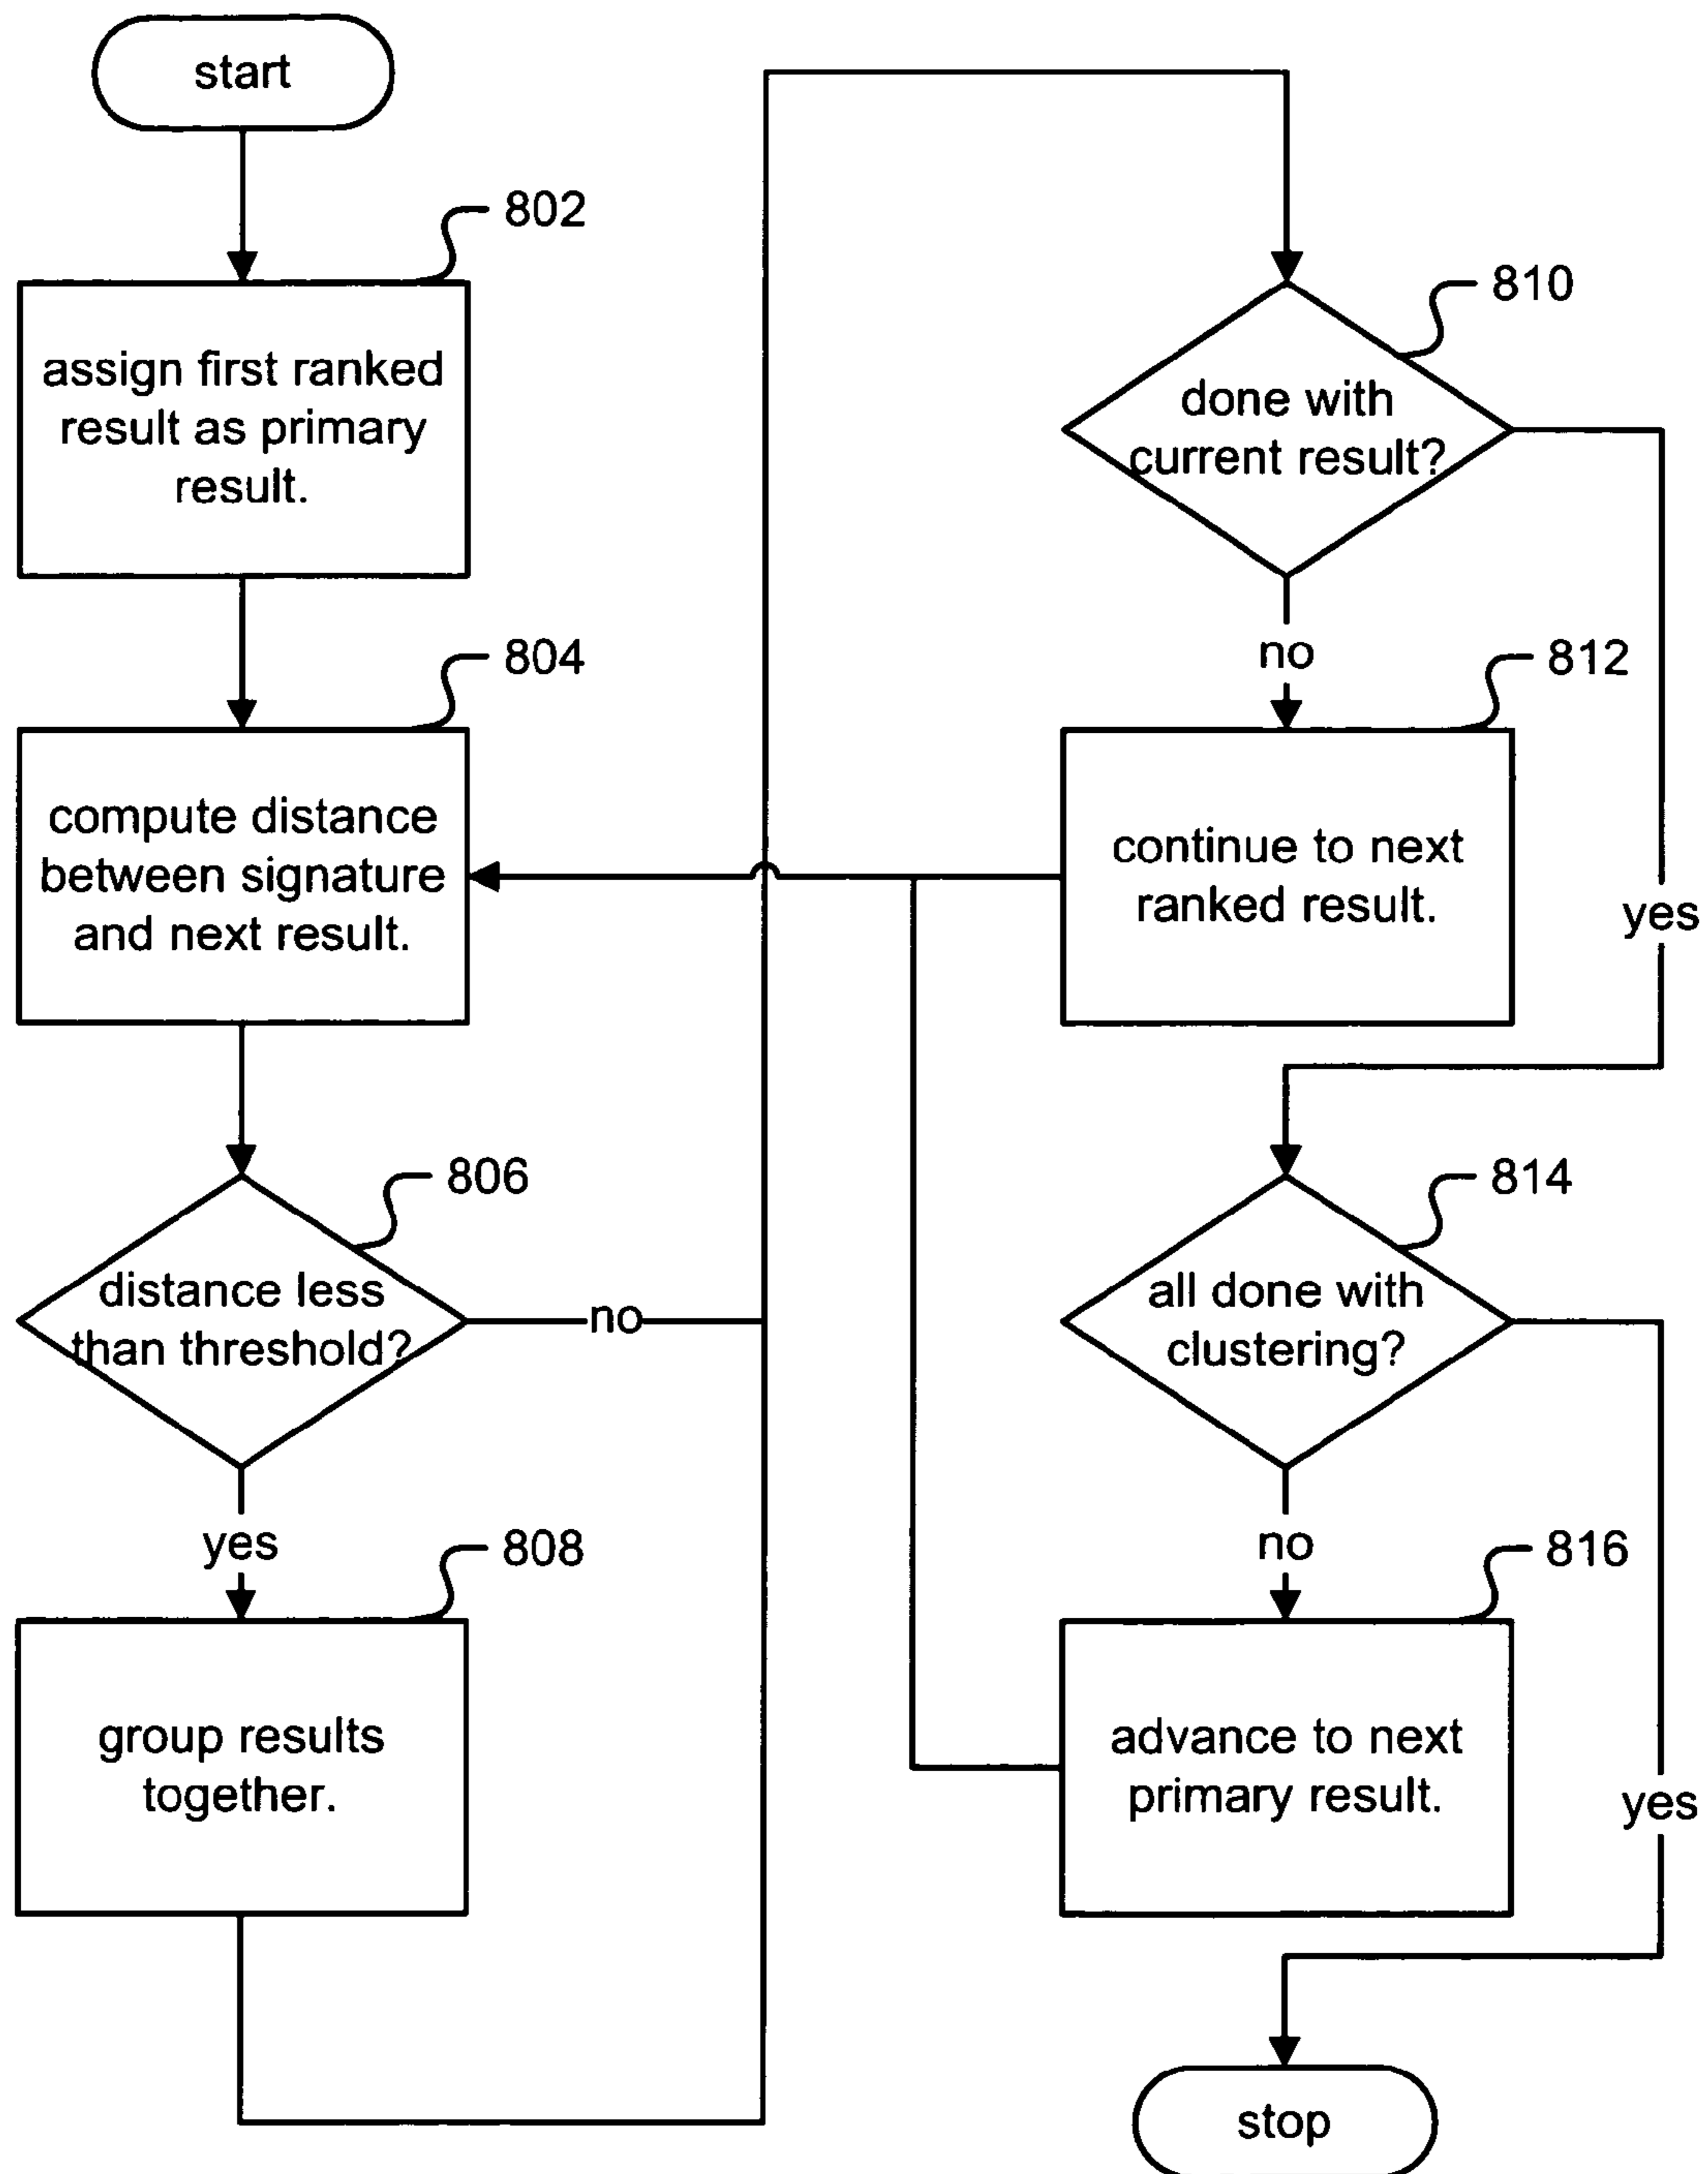 start
802
assign first ranked
result as primary
result.
804
compute distance
between signature
and next result.
806
distance less
than threshold?
no
yes
808
group results
together.
810
done with
current result?
no
yes
812
continue to next
ranked result.
814
all done with
clustering?
no
yes
816
advance to next
primary result.
stop